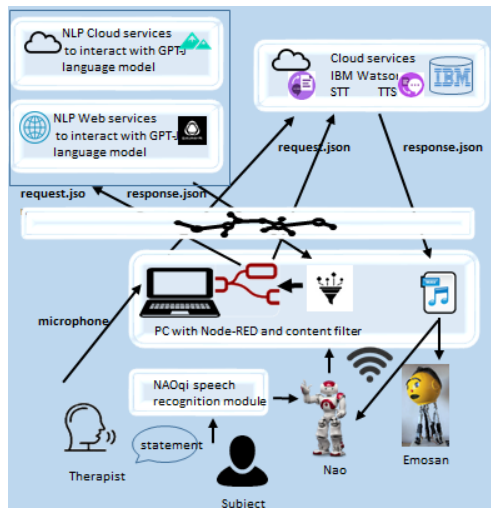 NLP Cloud services
to interact with GPT-J
language model
Cloud services
IBM Watson
STT TTS
IBM
NLP Web services
to interact with GPT-J
language model
request.jso
response.json
request.json
response.json
PC with Node-RED and content filter
microphone
NAOqi speech
recognition module
statement
Therapist
Subject
Nao
Emosan